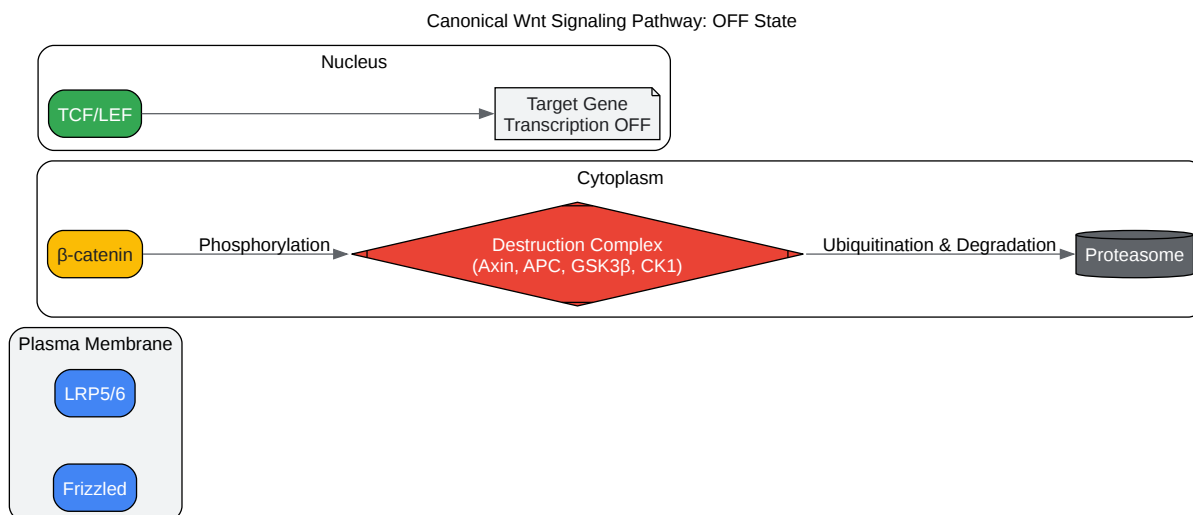 Canonical Wnt Signaling Pathway: OFF State
Nucleus
TCF/LEF
Target Gene
Transcription OFF
Cytoplasm
β-catenin
Phosphorylation
Destruction Complex
(Axin, APC, GSK3β, CK1)
Ubiquitination & Degradation
Proteasome
Plasma Membrane
LRP5/6
Frizzled